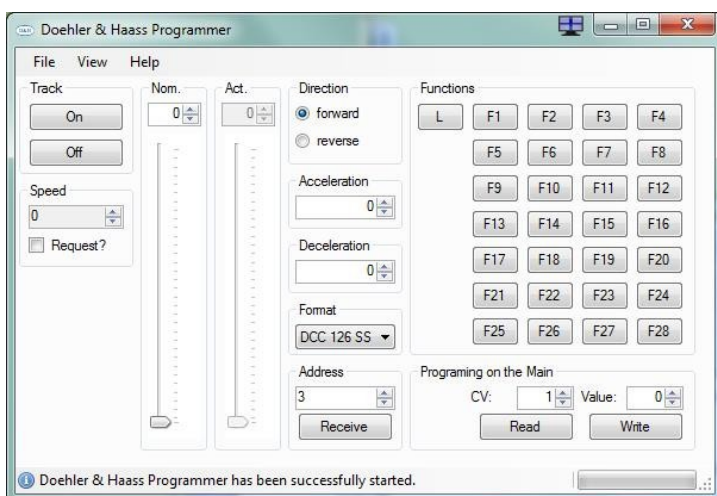 Doehler & Haass Programmer
File View Help
Track
On
Off
Speed
0
Request?
Nom.
0
Act.
0
Direction
forward
reverse
Acceleration
0
Deceleration
0
Format
DCC 126 SS
Address
3
Receive
Functions
L F1 F2 F3 F4
F5 F6 F7 F8
F9 F10 F11 F12
F13 F14 F15 F16
F17 F18 F19 F20
F21 F22 F23 F24
F25 F26 F27 F28
Programing on the Main
CV: 1 Value: 0
Read Write
Doehler & Haass Programmer has been successfully started.